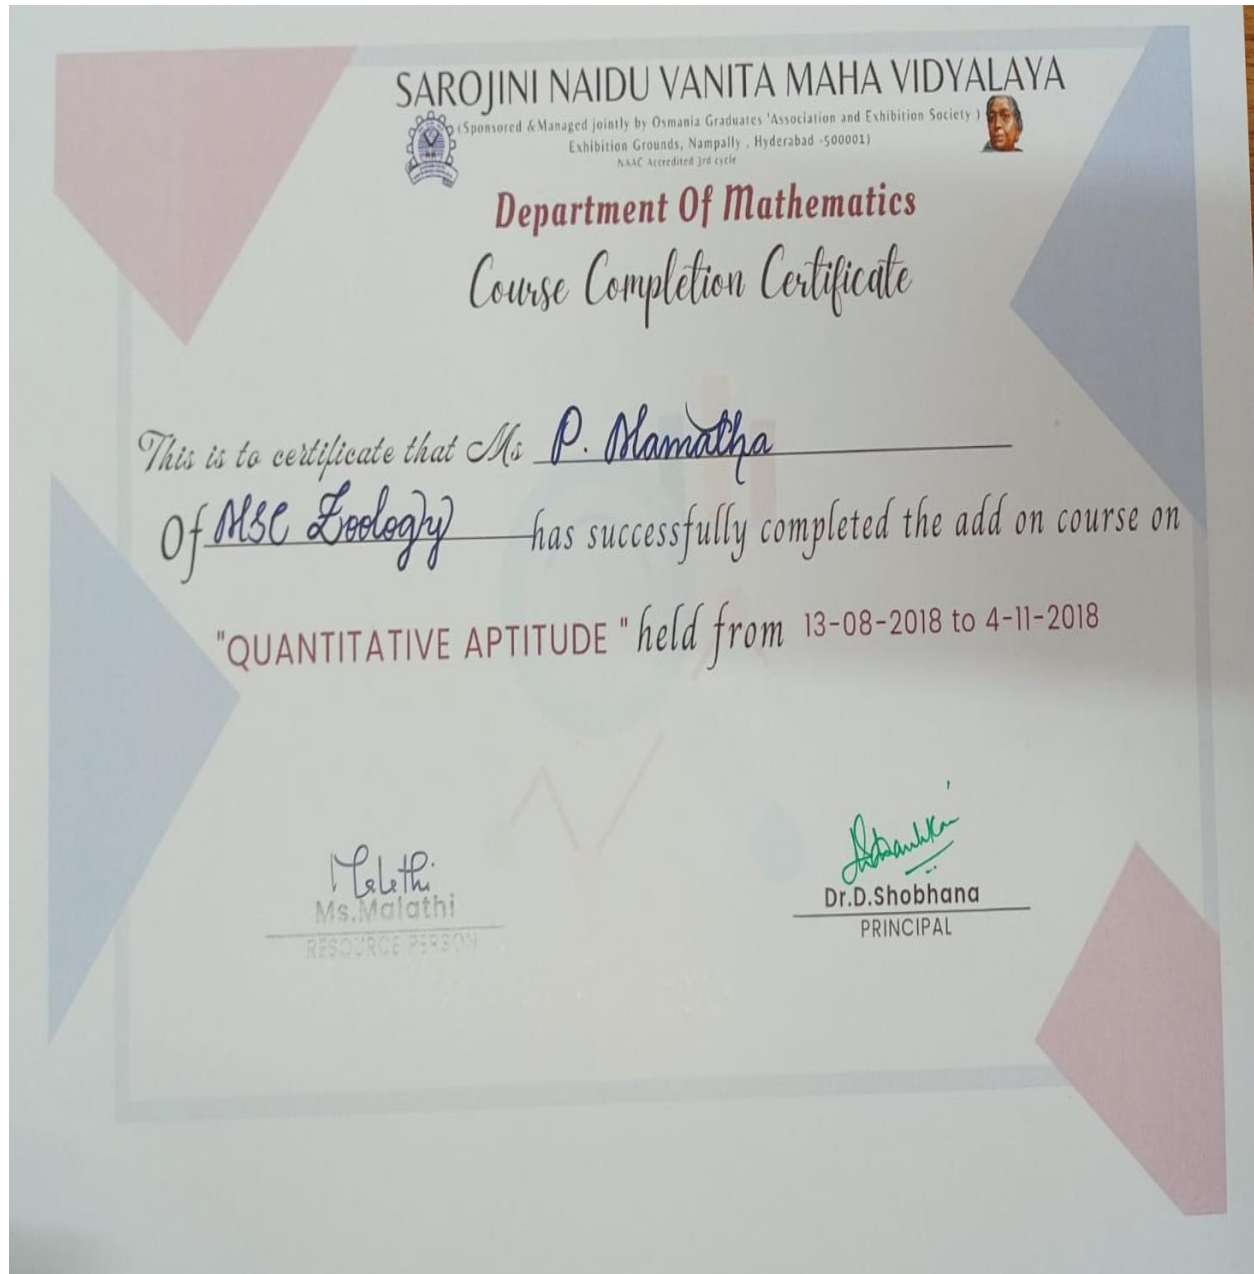 SAROJINI NAIDU VANITA MAHA VIDYALAYA
(Sponsored & Managed jointly by Osmania Graduates 'Association and Exhibition Society )
Exhibition Grounds, Nampally , Hyderabad -500001)
NAAC Accredited 3rd cycle
Department Of Mathematics
Course Completion Certificate
This is to certificate that Ms P. Mamatha
Of MSC Zoology has successfully completed the add on course on
"QUANTITATIVE APTITUDE " held from 13-08-2018 to 4-11-2018
Malathi
Ms.Malathi
RESOURCE PERSON
Dr.D.Shobhana
PRINCIPAL